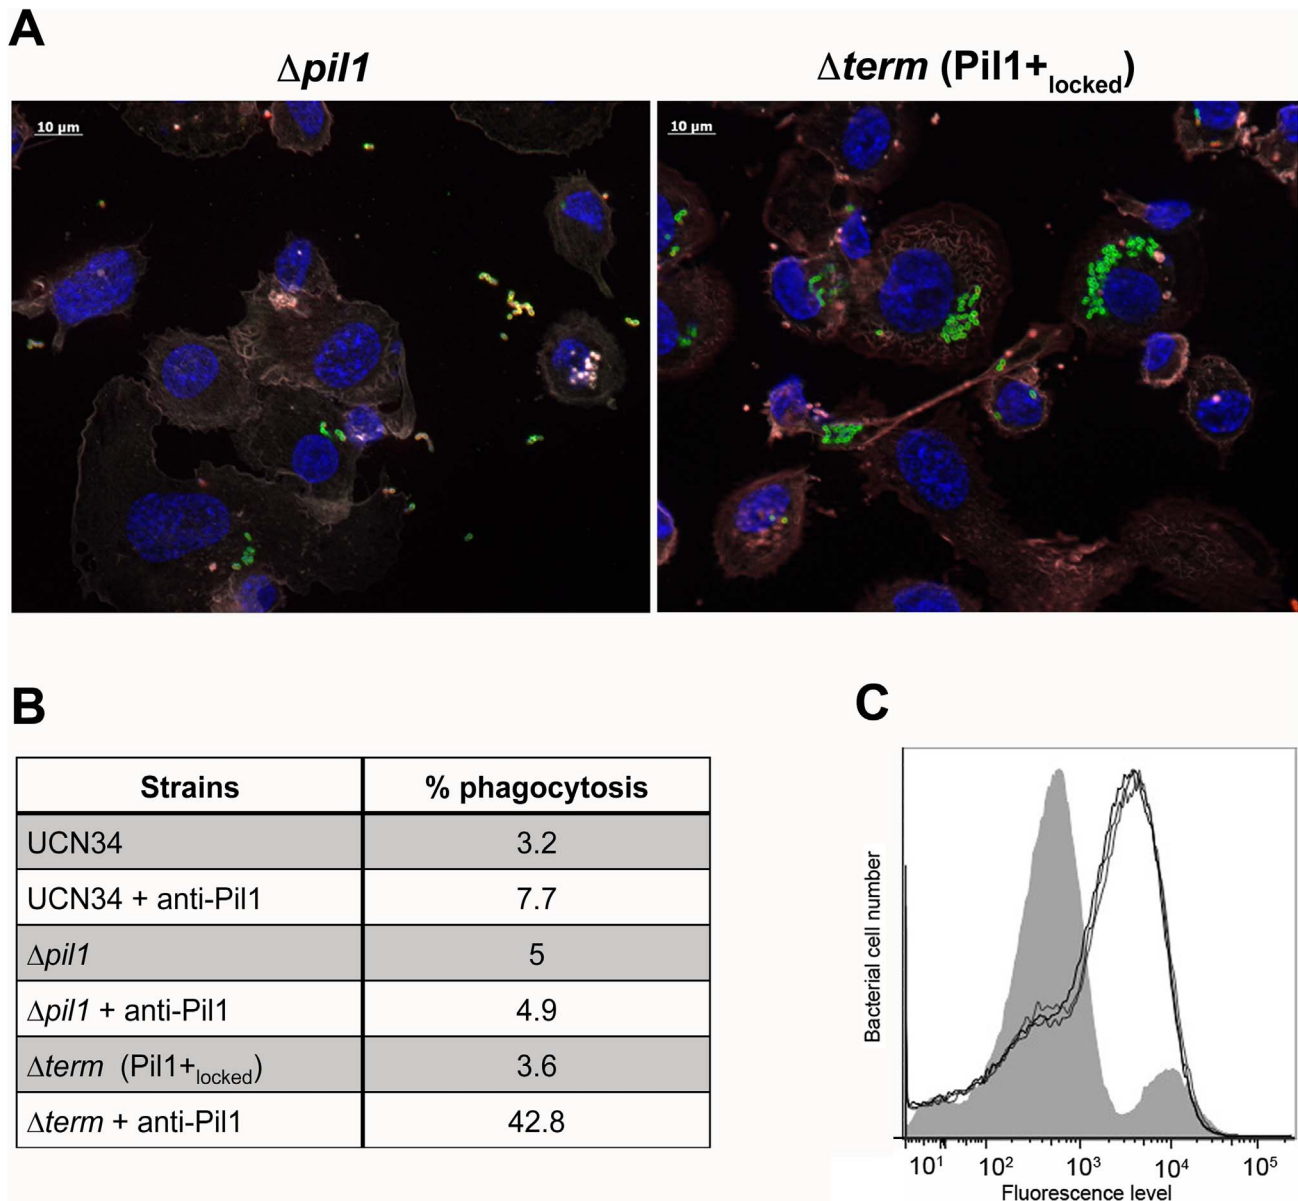 A
Δpil1
Δterm (Pil1+locked)
10 µm
10 µm
B
Strains % phagocytosis
UCN34 3.2
UCN34 + anti-Pil1 7.7
Δpil1 5
Δpil1 + anti-Pil1 4.9
Δterm (Pil1+locked) 3.6
Δterm + anti-Pil1 42.8
C
Bacterial cell number
10¹ 10² 10³ 10⁴ 10⁵
Fluorescence level